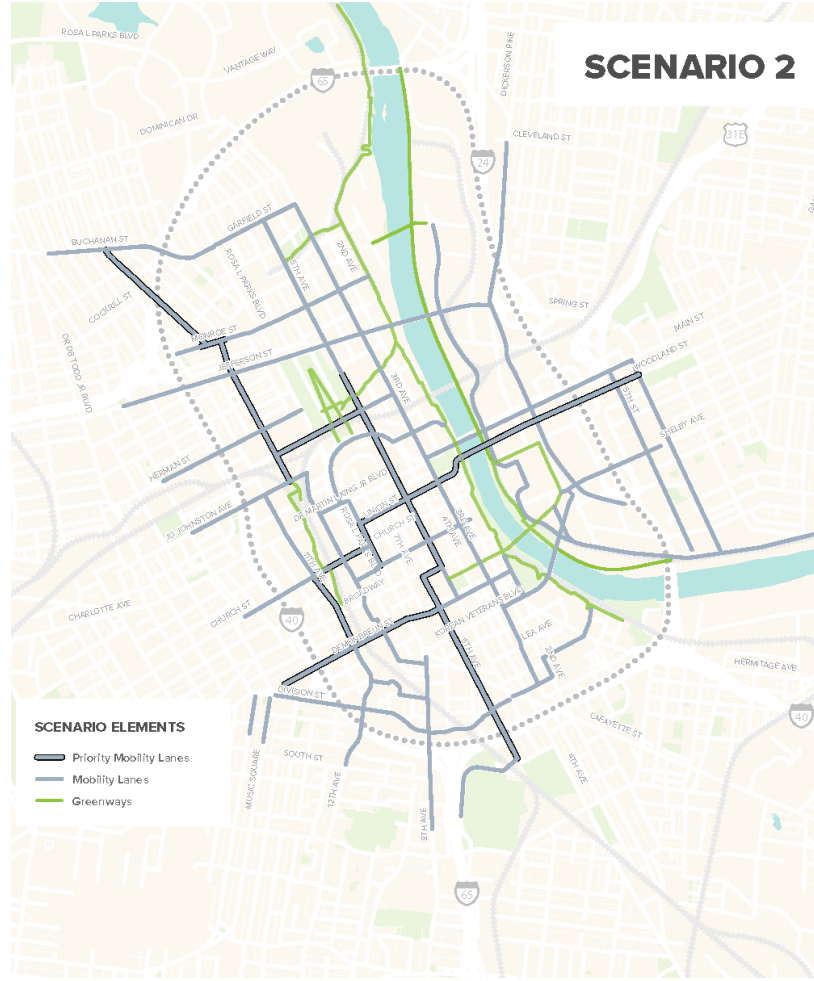 ROSA L PARKS BLVD
SCENARIO 2
VANTAGE WAY
DICKERSON PIKE
65
DOMINICAN DR
CLEVELAND ST
31E
24
GARFIELD ST
BUCHANAN ST
2ND AVE
ROSA L PARKS BLVD
5TH AVE
COCKRILL ST
SPRING ST
MAIN ST
MONROE ST
JEFFERSON ST
WOODLAND ST
DR DB TODD JR BLVD
3RD AVE
5TH ST
SHELBY AVE
HERMAN ST
DR MARTIN L KING JR BLVD
JO JOHNSTON AVE
UNION ST
ROSA L PARKS BLVD
CHURCH ST
3RD AVE
4TH AVE
7TH AVE
11TH AVE
BROADWAY
CHARLOTTE AVE
CHURCH ST
40
KOREAN VETERANS BLVD
DEMONBREUN ST
LEA AVE
6TH AVE
2ND AVE
HERMITAGE AVE
DIVISION ST
40
LAFAYETTE ST
SCENARIO ELEMENTS
Priority Mobility Lanes
Mobility Lanes
Greenways
MUSIC SQUARE
SOUTH ST
12TH AVE
8TH AVE
4TH AVE
65